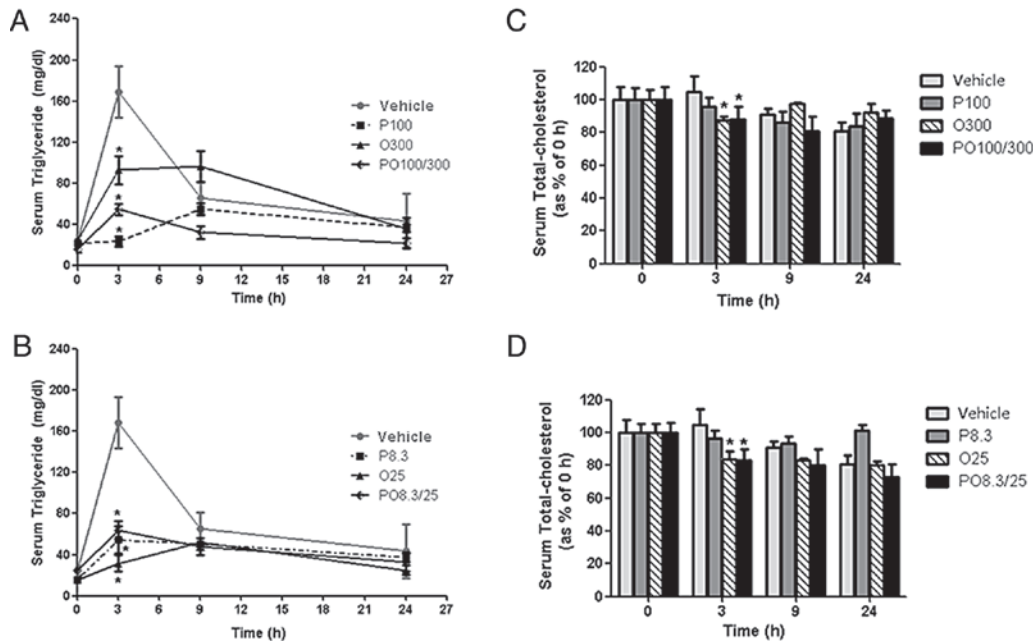 A
Serum Triglyceride (mg/dl)
240
200
160
120
80
40
0
*
*
*
0 3 6 9 12 15 18 21 24 27
Time (h)
Vehicle
P100
O300
PO100/300
C
Serum Total-cholesterol
(as % of 0 h)
120
100
80
60
40
20
0
* *
0 3 9 24
Time (h)
Vehicle
P100
O300
PO100/300
B
Serum Triglyceride (mg/dl)
240
200
160
120
80
40
0
*
*
*
0 3 6 9 12 15 18 21 24 27
Time (h)
Vehicle
P8.3
O25
PO8.3/25
D
Serum Total-cholesterol
(as % of 0 h)
120
100
80
60
40
20
0
* *
0 3 9 24
Time (h)
Vehicle
P8.3
O25
PO8.3/25